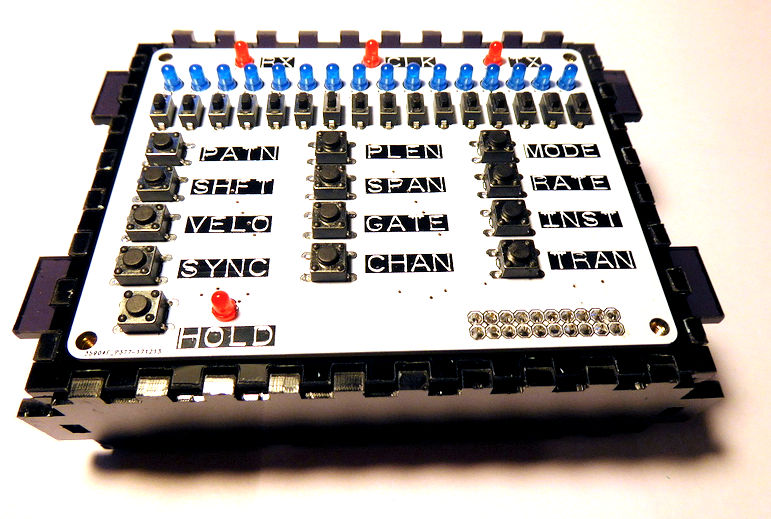 RX CLK TX
PATN PLEN MODE
SHFT SPAN RATE
VELO GATE INST
SYNC CHAN TRAN
HOLD